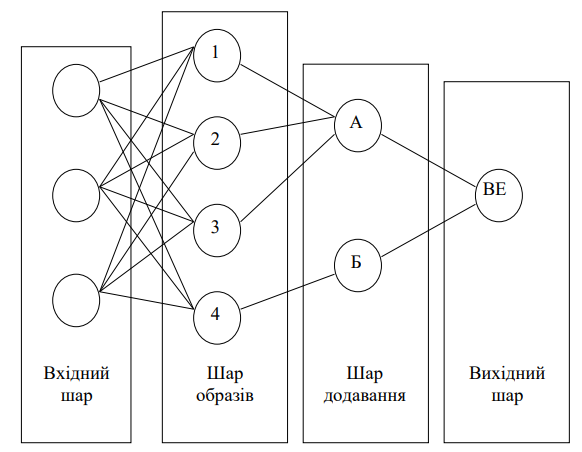 1
2
3
4
А
Б
ВЕ
Вхідний
шар
Шар
образів
Шар
додавання
Вихідний
шар